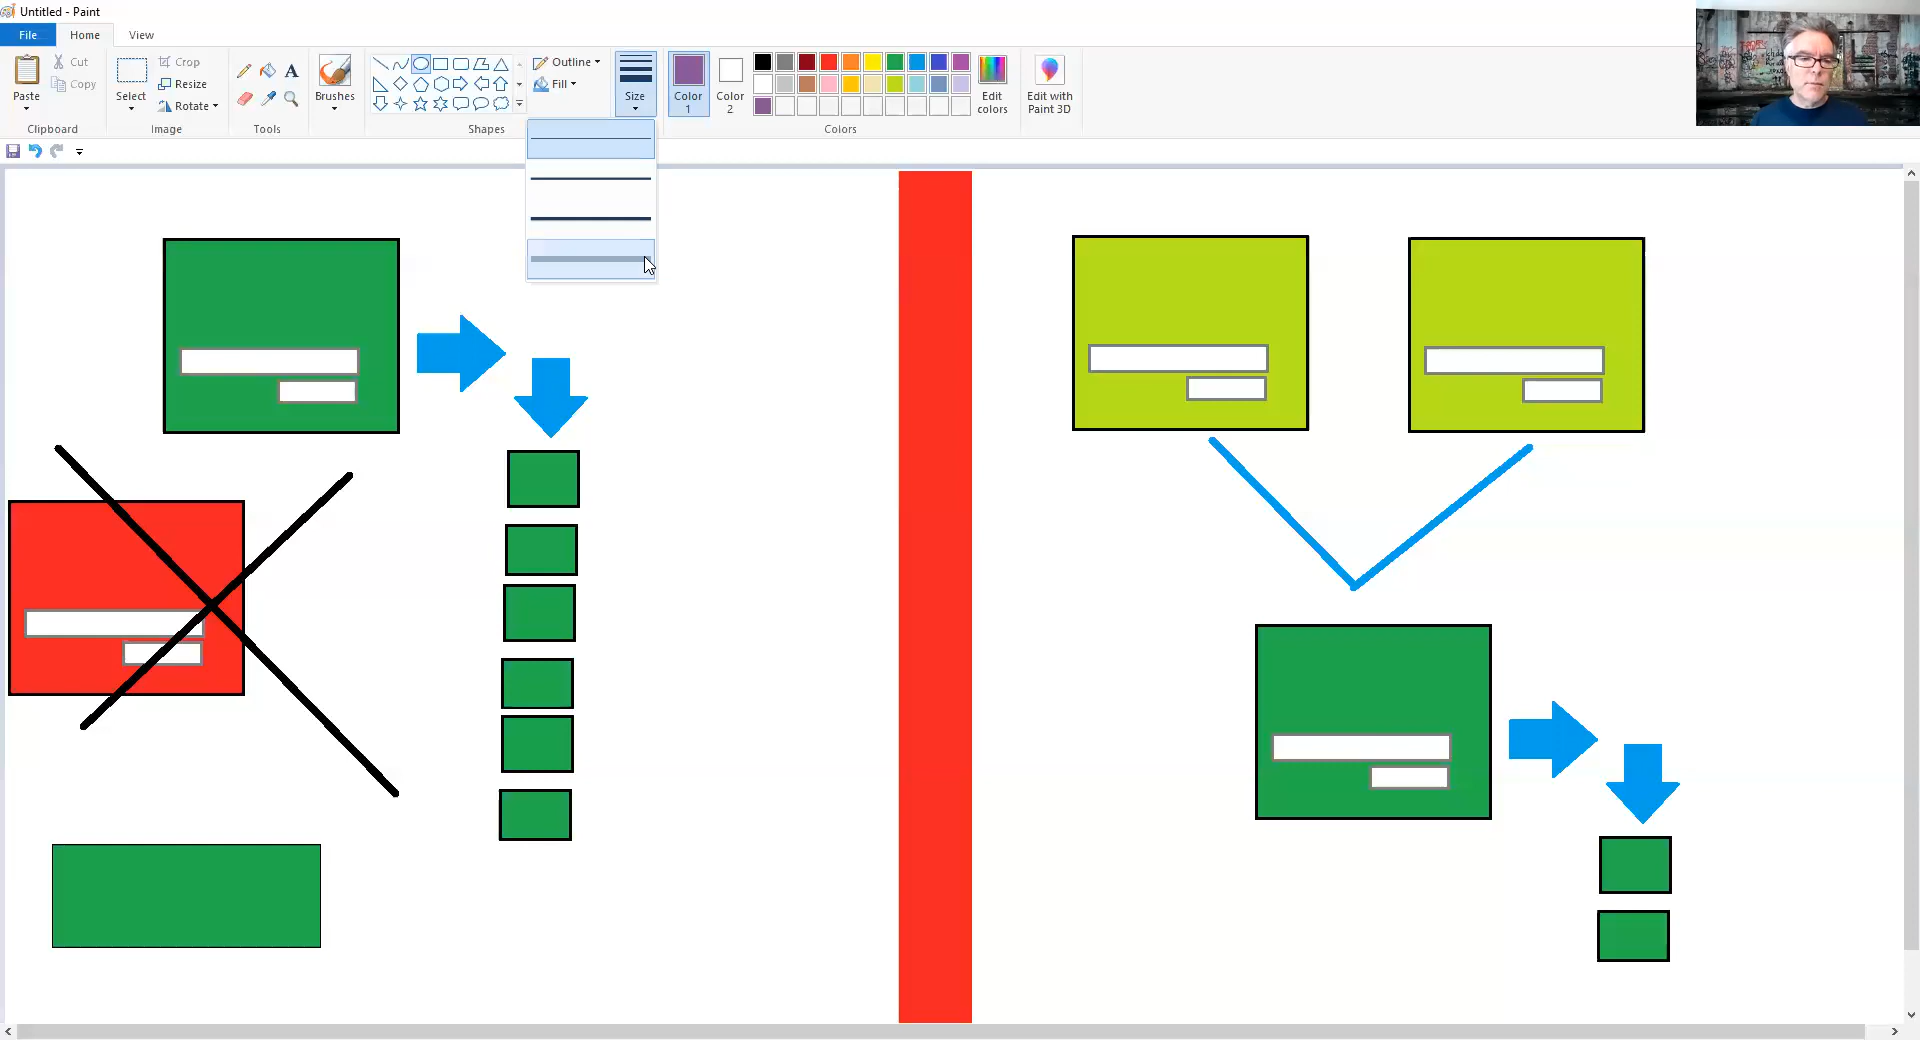 Untitled - Paint
File
Home
View
Paste
Cut
Copy
Clipboard
Select
Crop
Resize
Rotate
Image
A
Tools
Brushes
Shapes
Outline
Fill
Size
Color
1
Color
2
Colors
Edit
colors
Edit with
Paint 3D